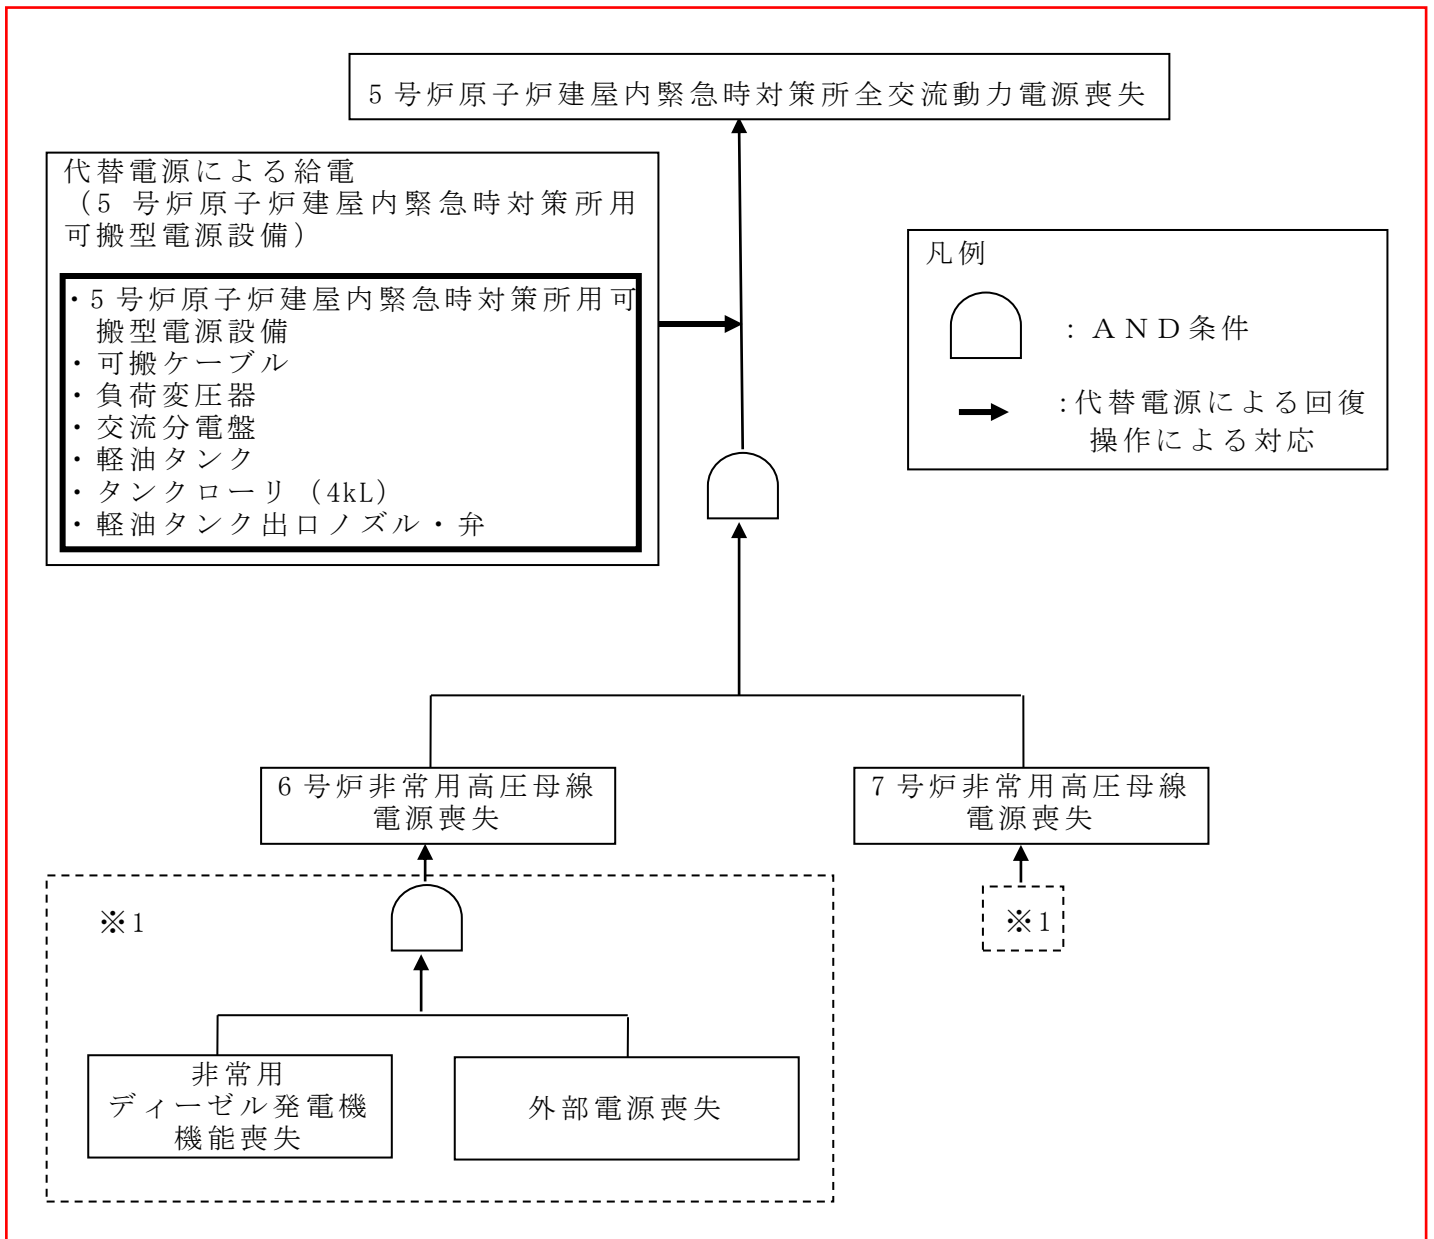 5号炉原子炉建屋内緊急時対策所全交流動力電源喪失
代替電源による給電
（5 号炉原子炉建屋内緊急時対策所用
可搬型電源設備）
・5号炉原子炉建屋内緊急時対策所用可
搬型電源設備
・可搬ケーブル
・負荷変圧器
・交流分電盤
・軽油タンク
・タンクローリ（4kL）
・軽油タンク出口ノズル・弁
凡例
：ＡＮＤ条件
:代替電源による回復
操作による対応
6号炉非常用高圧母線
電源喪失
7号炉非常用高圧母線
電源喪失
※1
※1
非常用
ディーゼル発電機
機能喪失
外部電源喪失